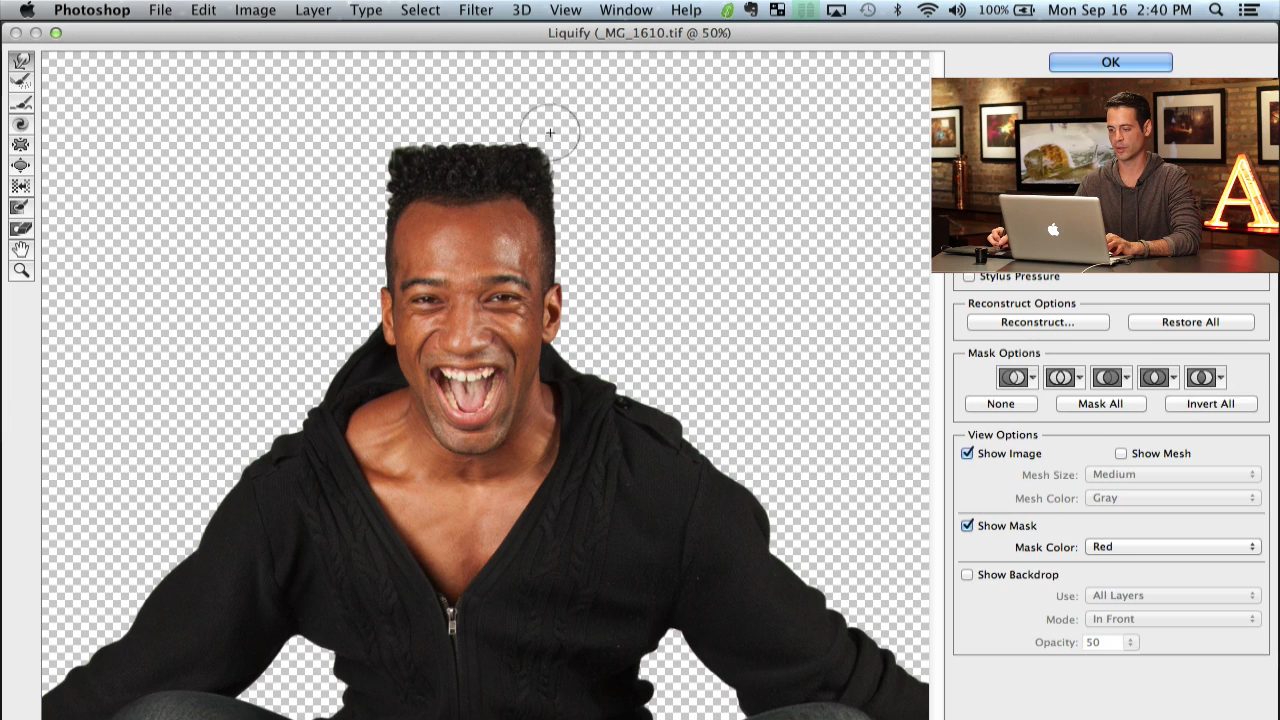 Photoshop File Edit Image Layer Type Select Filter 3D View Window Help 100% Mon Sep 16 2:40 PM
Liquify (_MG_1610.tif @ 50%)
OK
A
Stylus Pressure
Reconstruct Options
Reconstruct... Restore All
Mask Options
None Mask All Invert All
View Options
Show Image Show Mesh
Mesh Size: Medium
Mesh Color: Gray
Show Mask
Mask Color: Red
Show Backdrop
Use: All Layers
Mode: In Front
Opacity: 50